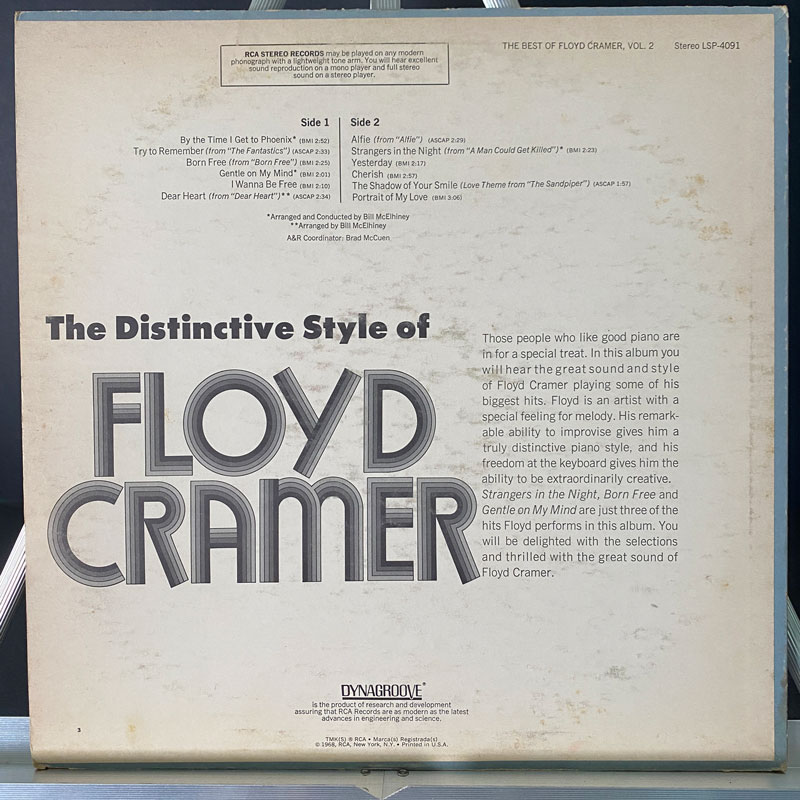 RCA STEREO RECORDS may be played on any modern
phonograph with a lightweight tone arm. You will hear excellent
sound reproduction on a mono player and full stereo
sound on a stereo player.
THE BEST OF FLOYD CRAMER, VOL. 2 Stereo LSP-4091
Side 1
By the Time I Get to Phoenix* (BMI 2:52)
Try to Remember (from "The Fantastics") (ASCAP 2:33)
Born Free (from "Born Free") (BMI 2:25)
Gentle on My Mind* (BMI 2:01)
I Wanna Be Free (BMI 2:10)
Dear Heart (from "Dear Heart")** (ASCAP 2:34)
Side 2
Alfie (from "Alfie") (ASCAP 2:29)
Strangers in the Night (from "A Man Could Get Killed")* (BMI 2:23)
Yesterday (BMI 2:17)
Cherish (BMI 2:57)
The Shadow of Your Smile (Love Theme from "The Sandpiper") (ASCAP 1:57)
Portrait of My Love (BMI 3:06)
*Arranged and Conducted by Bill McElhiney
**Arranged by Bill McElhiney
A&R Coordinator: Brad McCuen
The Distinctive Style of
FLOYD
CRAMER
Those people who like good piano are
in for a special treat. In this album you
will hear the great sound and style
of Floyd Cramer playing some of his
biggest hits. Floyd is an artist with a
special feeling for melody. His remark-
able ability to improvise gives him a
truly distinctive piano style, and his
freedom at the keyboard gives him the
ability to be extraordinarily creative.
Strangers in the Night, Born Free and
Gentle on My Mind are just three of the
hits Floyd performs in this album. You
will be delighted with the selections
and thrilled with the great sound of
Floyd Cramer.
DYNAGROOVE®
is the product of research and development
assuring that RCA Records are as modern as the latest
advances in engineering and science.
3
TMK(S) ® RCA • Marca(s) Registrada(s)
© 1968, RCA, New York, N.Y. • Printed in U.S.A.